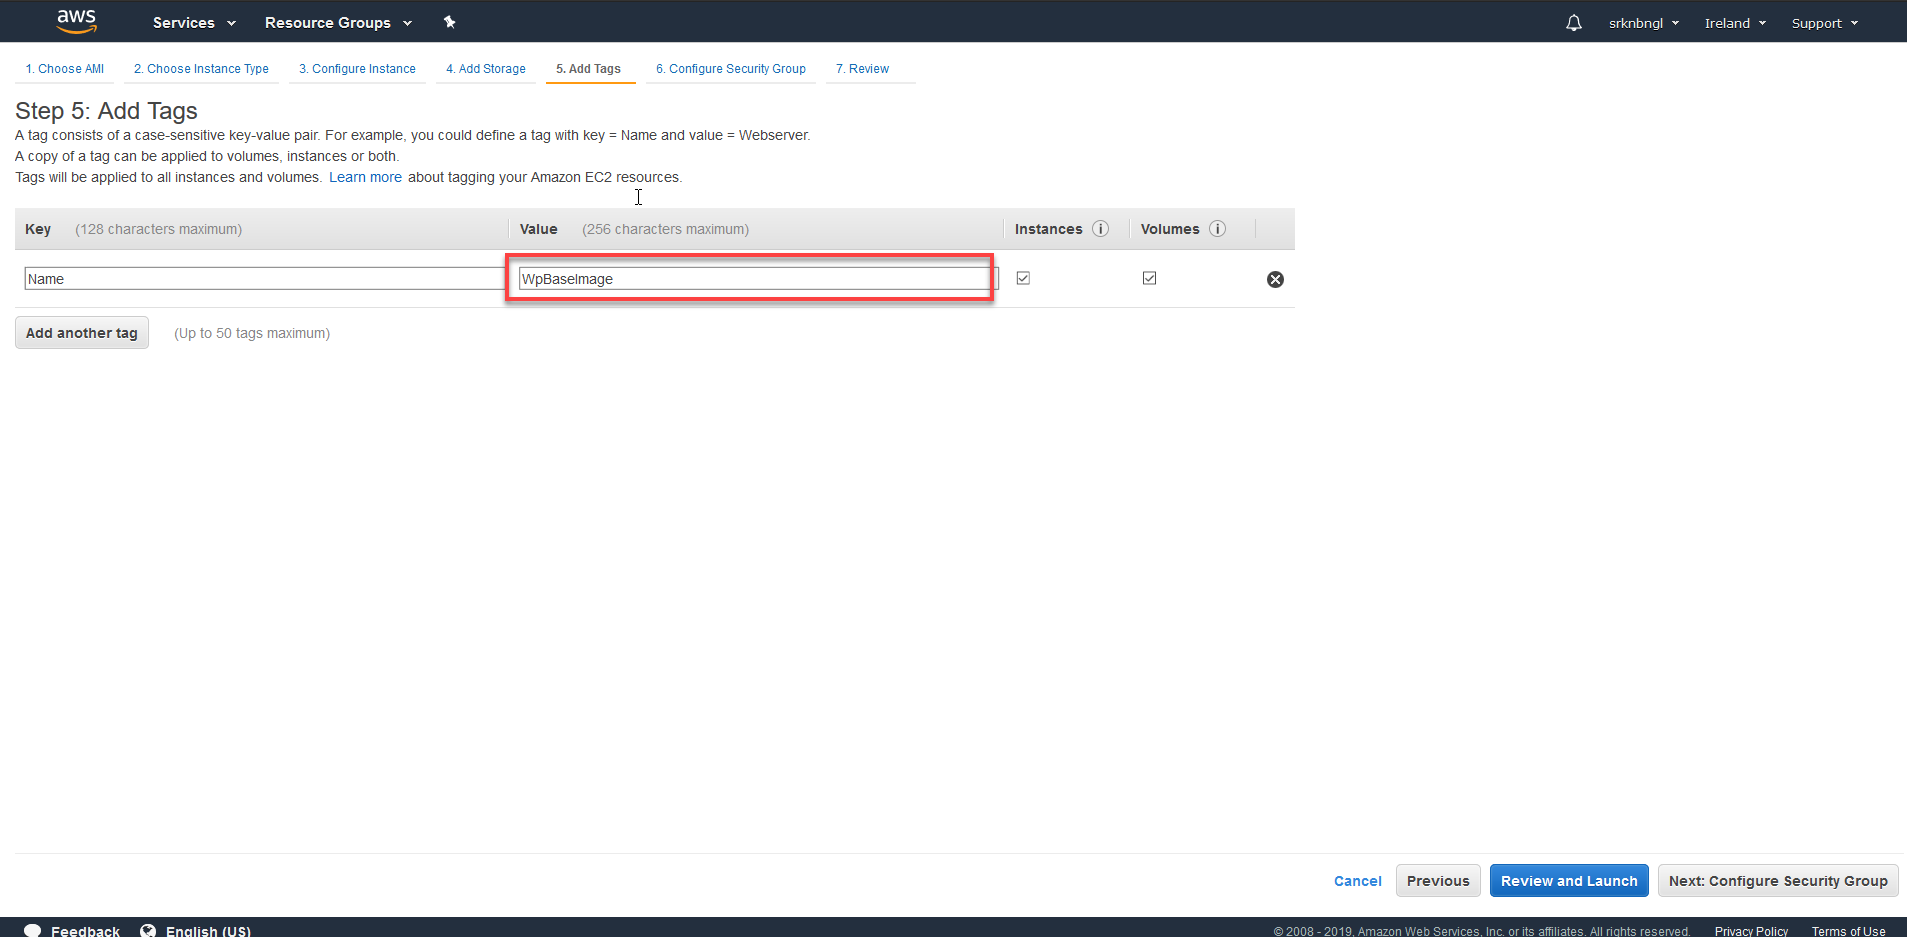 aws Services Resource Groups srknbngl Ireland Support
1. Choose AMI 2. Choose Instance Type 3. Configure Instance 4. Add Storage 5. Add Tags 6. Configure Security Group 7. Review
Step 5: Add Tags
A tag consists of a case-sensitive key-value pair. For example, you could define a tag with key = Name and value = Webserver.
A copy of a tag can be applied to volumes, instances or both.
Tags will be applied to all instances and volumes. Learn more about tagging your Amazon EC2 resources.
Key (128 characters maximum) Value (256 characters maximum) Instances i Volumes i
Name WpBaseImage
Add another tag (Up to 50 tags maximum)
Cancel Previous Review and Launch Next: Configure Security Group
Feedback English (US) © 2008 - 2019, Amazon Web Services, Inc. or its affiliates. All rights reserved. Privacy Policy Terms of Use